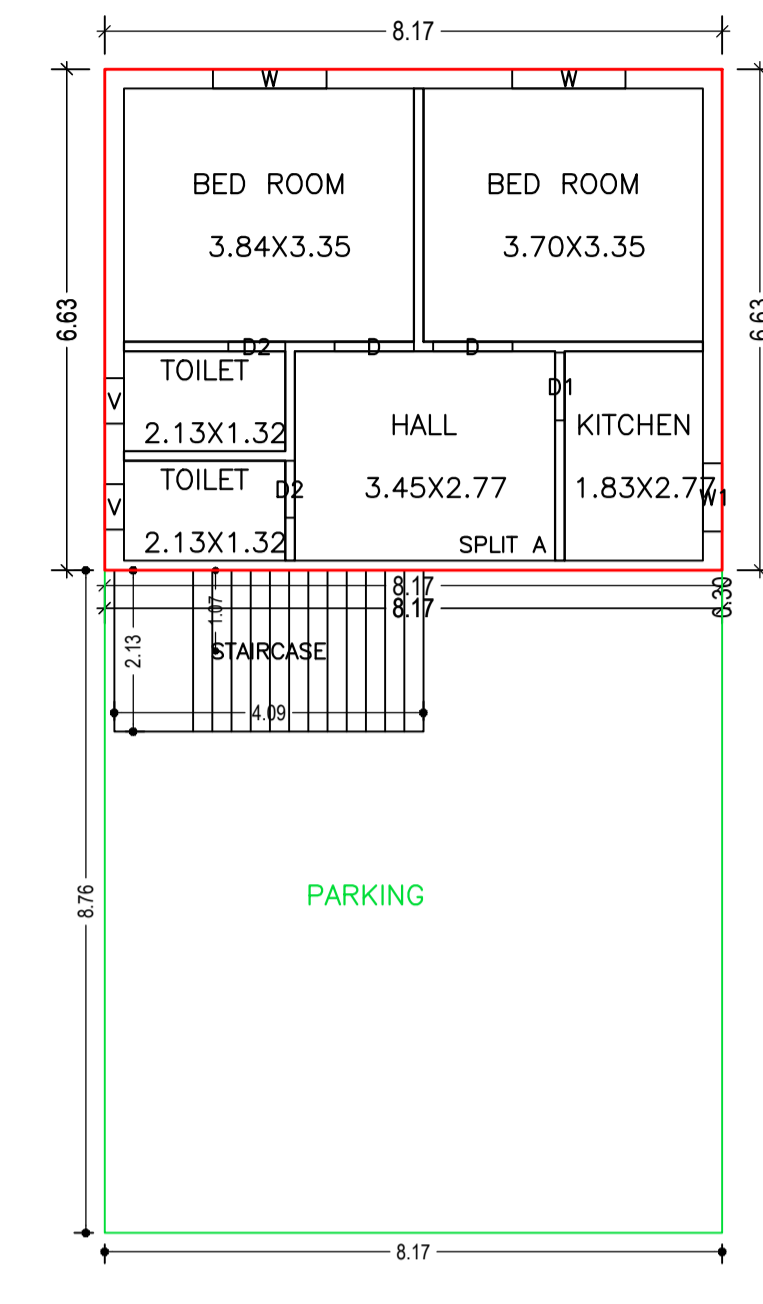 8.17
W W
BED ROOM BED ROOM
3.84X3.35 3.70X3.35
6.63 6.63
D2 D D
TOILET
D1
V
HALL KITCHEN
2.13X1.32
TOILET
D2 3.45X2.77 1.83X2.77
W1
V
2.13X1.32 SPLIT A
8.17 0.30
8.17
1.07
2.13 STAIRCASE
4.09
PARKING
8.76
8.17